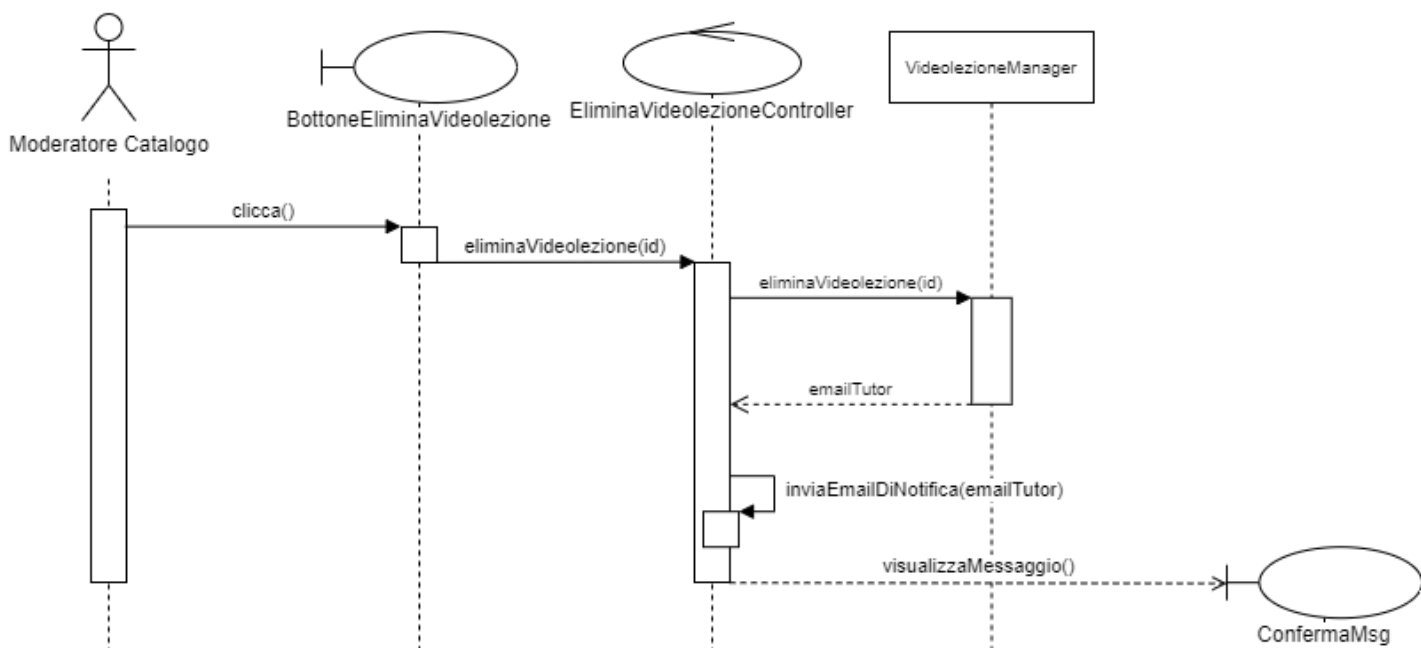 VideolezioneManager
BottoneEliminaVideolezione
EliminaVideolezioneController
Moderatore Catalogo
clicca()
eliminaVideolezione(id)
eliminaVideolezione(id)
emailTutor
inviaEmailDiNotifica(emailTutor)
visualizzaMessaggio()
ConfermaMsg